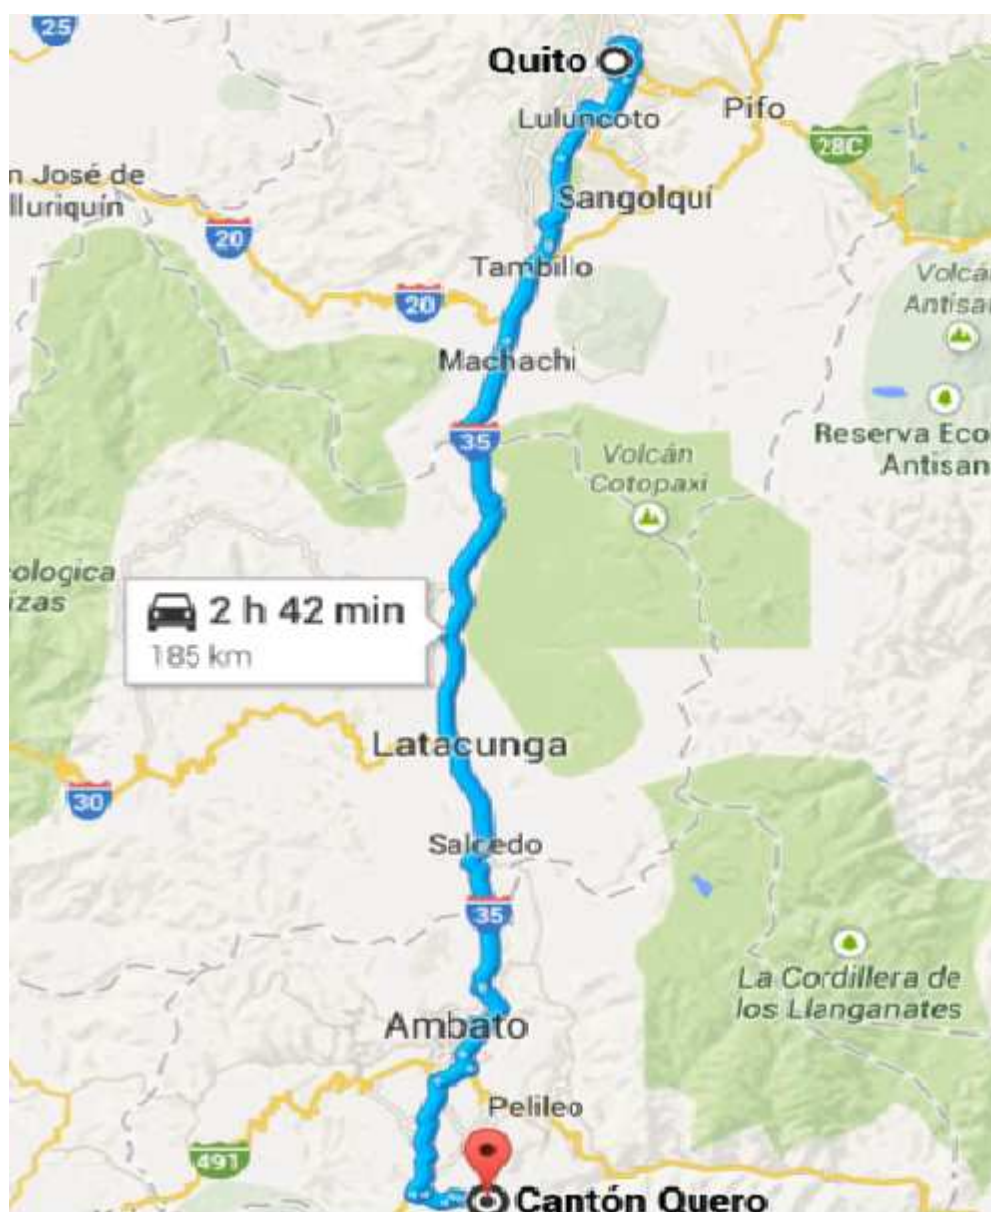 25
Quito
Luluncoto
Pifo
28C
n José de
lluriquín
Sangolquí
20
Tambillo
20
Volcá
Antisa
Machachi
35
Volcán
Cotopaxi
Reserva Eco
Antisan
ologica
izas
2 h 42 min
185 km
Latacunga
30
Salcedo
35
La Cordillera de
los Llanganates
Ambato
Pelileo
491
Cantón Quero